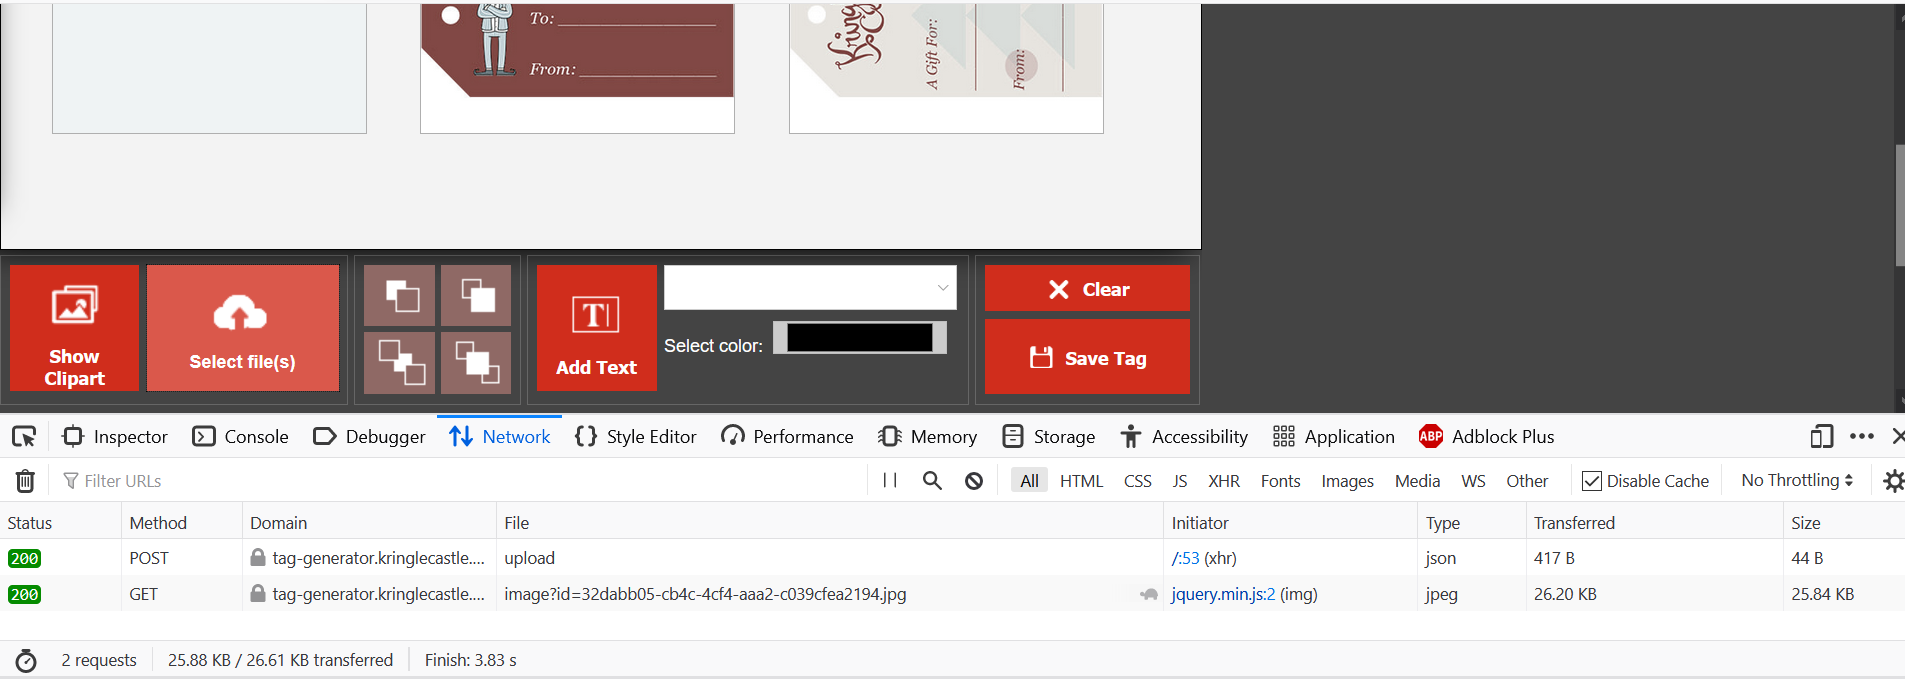 To:
From:
Kring
A Gift For:
From:
Show
Clipart
Select file(s)
T
Add Text
Select color:
Clear
Save Tag
Inspector Console Debugger Network Style Editor Performance Memory Storage Accessibility Application ABP Adblock Plus
Filter URLs All HTML CSS JS XHR Fonts Images Media WS Other Disable Cache No Throttling
Status Method Domain File Initiator Type Transferred Size
200 POST tag-generator.kringlecastle.... upload /:53 (xhr) json 417 B 44 B
200 GET tag-generator.kringlecastle.... image?id=32dabb05-cb4c-4cf4-aaa2-c039cfea2194.jpg jquery.min.js:2 (img) jpeg 26.20 KB 25.84 KB
2 requests 25.88 KB / 26.61 KB transferred Finish: 3.83 s